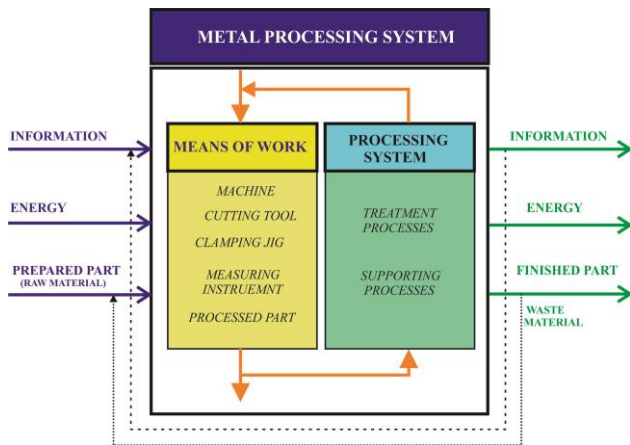 METAL PROCESSING SYSTEM
INFORMATION
ENERGY
PREPARED PART
(RAW MATERIAL)
MEANS OF WORK
MACHINE
CUTTING TOOL
CLAMPING JIG
MEASURING
INSTRUEMNT
PROCESSED PART
PROCESSING
SYSTEM
TREATMENT
PROCESSES
SUPPORTING
PROCESSES
INFORMATION
ENERGY
FINISHED PART
WASTE
MATERIAL